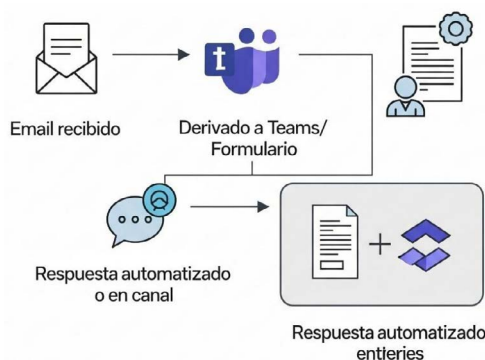 Email recibido
t
Derivado a Teams/
Formulario
Respuesta automatizado
o en canal
+
Respuesta automatizado
entleries